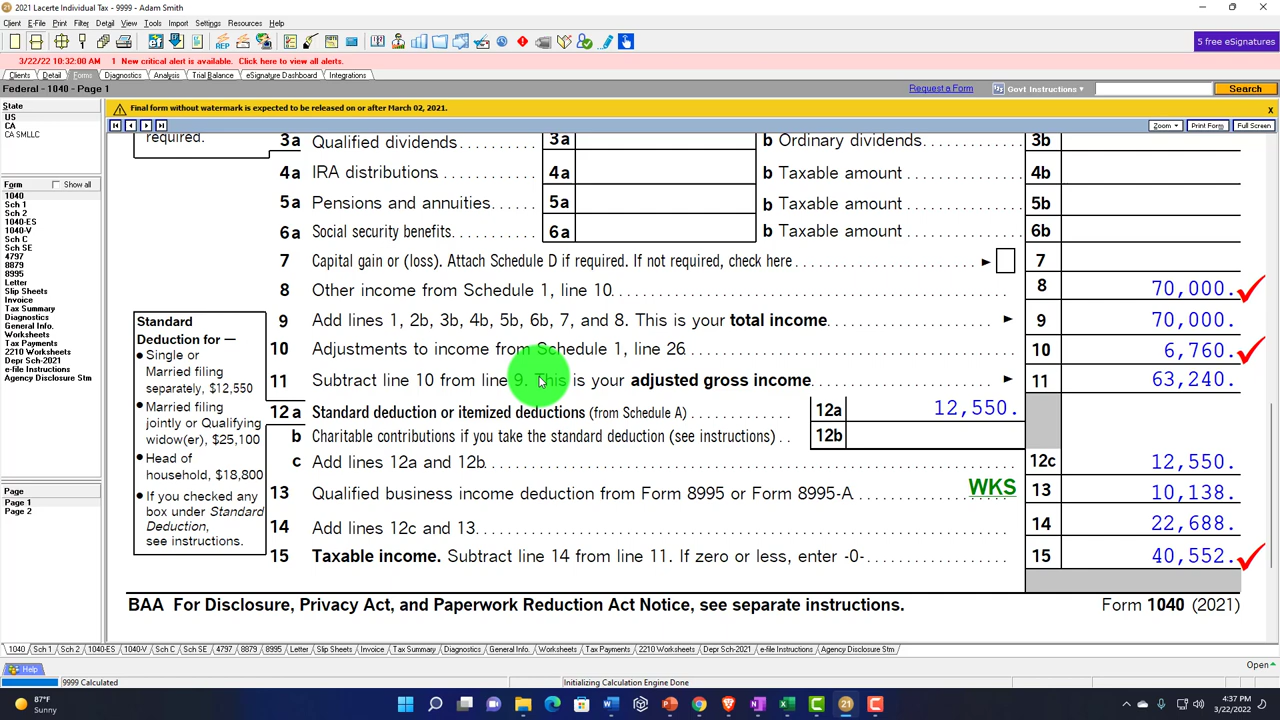 21 2021 Lacerte Individual Tax - 9999 - Adam Smith
Client E-File Print Filter Detail View Tools Import Settings Resources Help
REP
5 free eSignatures
3/22/22 10:32:00 AM 1 New critical alert is available. Click here to view all alerts.
Clients Detail Forms Diagnostics Analysis Trial Balance eSignature Dashboard Integrations
Federal - 1040 - Page 1
Request a Form
Govt Instructions
Search
State
US
CA
CA SMLLC
Final form without watermark is expected to be released on or after March 02, 2021.
x
Zoom Print Form Full Screen
Form Show all
1040
Sch 1
Sch 2
1040-ES
1040-V
Sch C
Sch SE
4797
8879
8995
Letter
Slip Sheets
Invoice
Tax Summary
Diagnostics
General Info.
Worksheets
Tax Payments
2210 Worksheets
Depr Sch-2021
e-file Instructions
Agency Disclosure Stm
Page
Page 1
Page 2
required.
3a Qualified dividends 3a b Ordinary dividends 3b
4a IRA distributions 4a b Taxable amount 4b
5a Pensions and annuities 5a b Taxable amount 5b
6a Social security benefits 6a b Taxable amount 6b
7 Capital gain or (loss). Attach Schedule D if required. If not required, check here 7
8 Other income from Schedule 1, line 10 8 70,000.
9 Add lines 1, 2b, 3b, 4b, 5b, 6b, 7, and 8. This is your total income 9 70,000.
10 Adjustments to income from Schedule 1, line 26 10 6,760.
11 Subtract line 10 from line 9. This is your adjusted gross income 11 63,240.
12a Standard deduction or itemized deductions (from Schedule A) 12a 12,550.
b Charitable contributions if you take the standard deduction (see instructions) 12b
c Add lines 12a and 12b 12c 12,550.
13 Qualified business income deduction from Form 8995 or Form 8995-A WKS 13 10,138.
14 Add lines 12c and 13 14 22,688.
15 Taxable income. Subtract line 14 from line 11. If zero or less, enter -0- 15 40,552.
Standard
Deduction for —
• Single or
Married filing
separately, $12,550
• Married filing
jointly or Qualifying
widow(er), $25,100
• Head of
household, $18,800
• If you checked any
box under Standard
Deduction,
see instructions.
BAA For Disclosure, Privacy Act, and Paperwork Reduction Act Notice, see separate instructions. Form 1040 (2021)
1040 Sch 1 Sch 2 1040-ES 1040-V Sch C Sch SE 4797 8879 8995 Letter Slip Sheets Invoice Tax Summary Diagnostics General Info. Worksheets Tax Payments 2210 Worksheets Depr Sch-2021 e-file Instructions Agency Disclosure Stm
Help
Open
9999 Calculated
Initializing Calculation Engine Done
87°F
Sunny
21
4:37 PM
3/22/2022